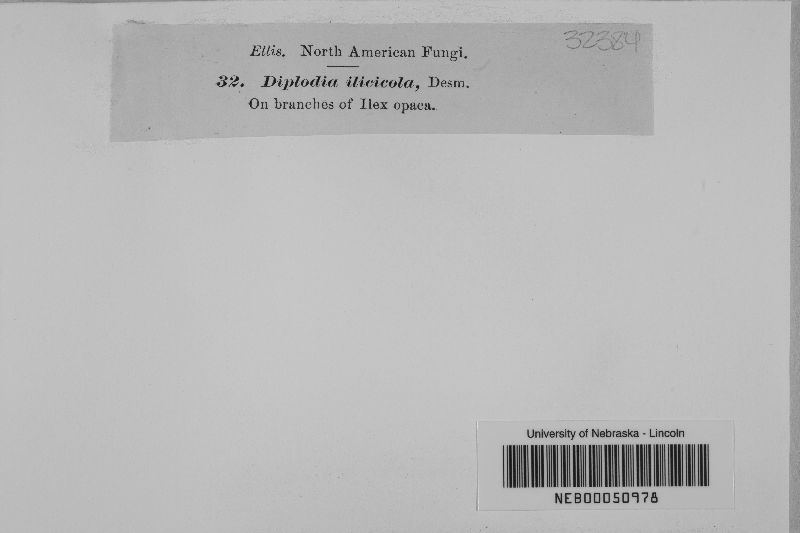 32384
Ellis. North American Fungi.
32. Diplodia ilicicola, Desm.
On branches of Ilex opaca.
University of Nebraska - Lincoln
NEB00050978